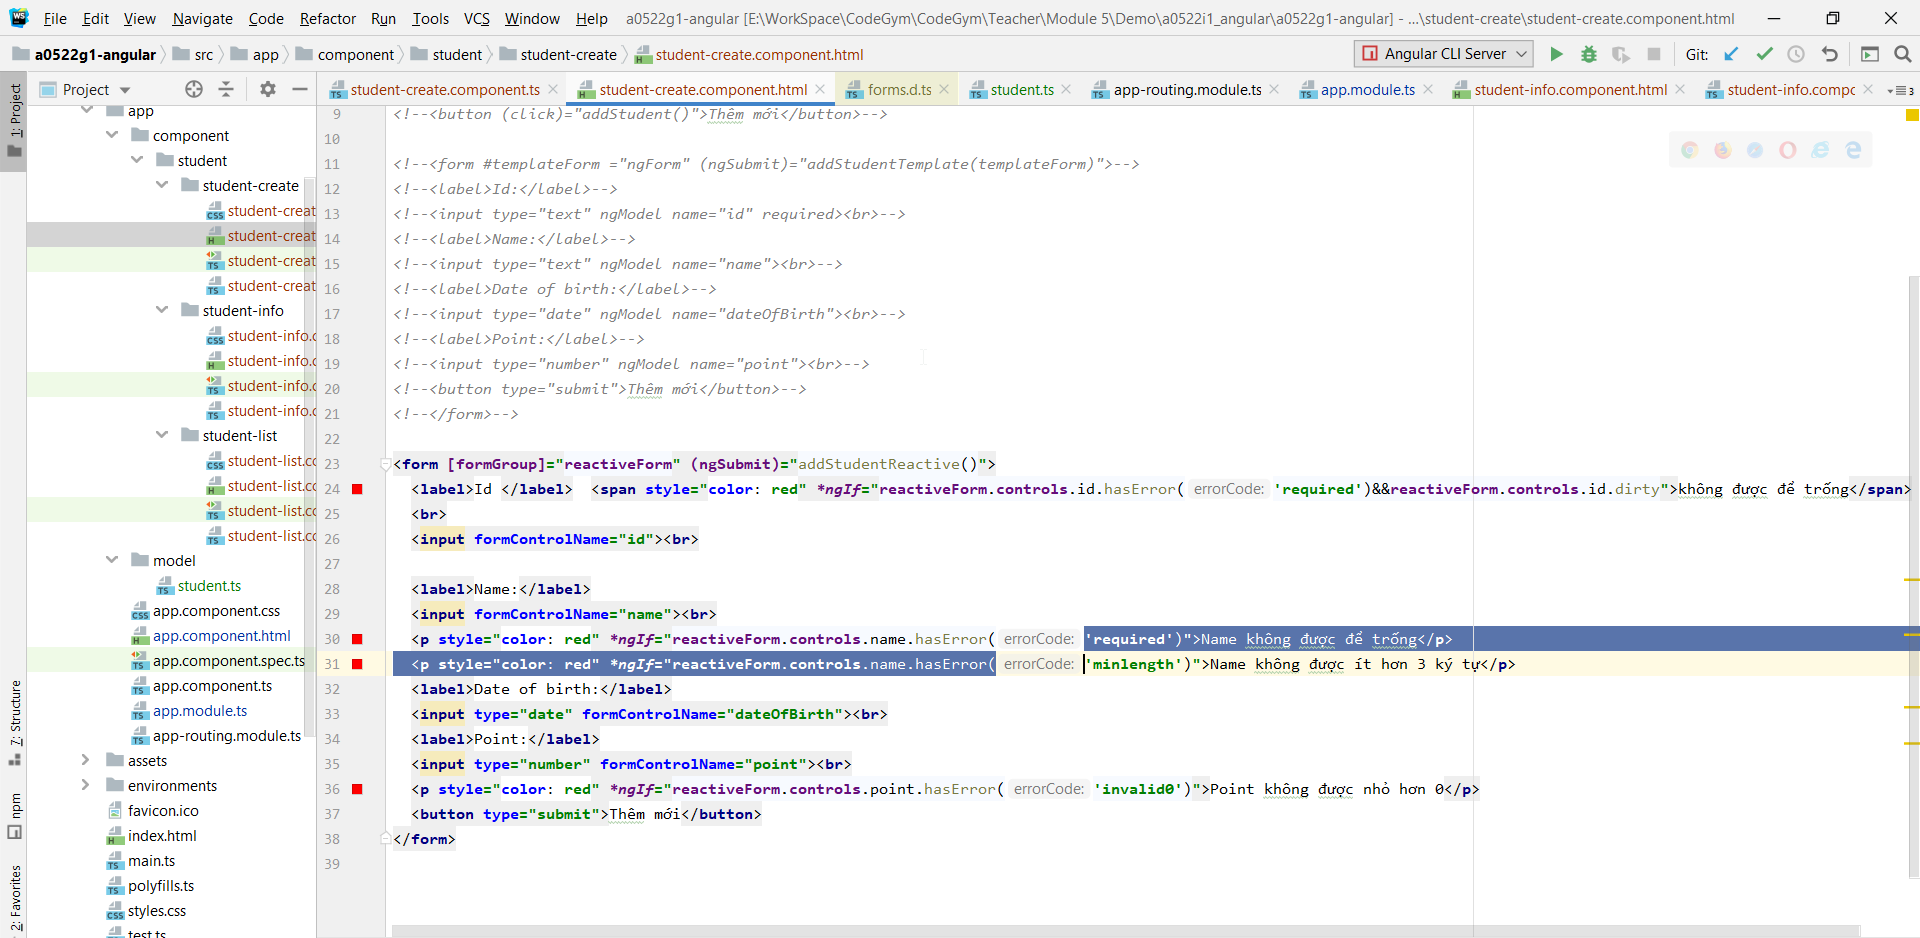 File Edit View Navigate Code Refactor Run Tools VCS Window Help a0522g1-angular [E:\WorkSpace\CodeGym\CodeGym\Teacher\Module 5\Demo\a0522i1_angular\a0522g1-angular] - ...\student-create\student-create.component.html
a0522g1-angular src app component student student-create student-create.component.html Angular CLI Server Git:
Project student-create.component.ts student-create.component.html forms.d.ts student.ts app-routing.module.ts app.module.ts student-info.component.html student-info.compc 3
1: Project
7: Structure
npm
2: Favorites
app
component
student
student-create
student-creat
student-creat
student-creat
student-creat
student-info
student-info.c
student-info.c
student-info.c
student-info.c
student-list
student-list.cc
student-list.cc
student-list.cc
student-list.cc
model
student.ts
app.component.css
app.component.html
app.component.spec.ts
app.component.ts
app.module.ts
app-routing.module.ts
assets
environments
favicon.ico
index.html
main.ts
polyfills.ts
styles.css
test.ts
9 <!--<button (click)="addStudent()">Thêm mới</button>-->
10
11 <!--<form #templateForm ="ngForm" (ngSubmit)="addStudentTemplate(templateForm)">-->
12 <!--<label>Id:</label>-->
13 <!--<input type="text" ngModel name="id" required><br>-->
14 <!--<label>Name:</label>-->
15 <!--<input type="text" ngModel name="name"><br>-->
16 <!--<label>Date of birth:</label>-->
17 <!--<input type="date" ngModel name="dateOfBirth"><br>-->
18 <!--<label>Point:</label>-->
19 <!--<input type="number" ngModel name="point"><br>-->
20 <!--<button type="submit">Thêm mới</button>-->
21 <!--</form>-->
22
23 <form [formGroup]="reactiveForm" (ngSubmit)="addStudentReactive()">
24 <label>Id </label> <span style="color: red" *ngIf="reactiveForm.controls.id.hasError( errorCode: 'required')&&reactiveForm.controls.id.dirty">không được để trống</span>
25 <br>
26 <input formControlName="id"><br>
27
28 <label>Name:</label>
29 <input formControlName="name"><br>
30 <p style="color: red" *ngIf="reactiveForm.controls.name.hasError( errorCode: 'required')">Name không được để trống</p>
31 <p style="color: red" *ngIf="reactiveForm.controls.name.hasError( errorCode: 'minlength')">Name không được ít hơn 3 ký tự</p>
32 <label>Date of birth:</label>
33 <input type="date" formControlName="dateOfBirth"><br>
34 <label>Point:</label>
35 <input type="number" formControlName="point"><br>
36 <p style="color: red" *ngIf="reactiveForm.controls.point.hasError( errorCode: 'invalid0')">Point không được nhỏ hơn 0</p>
37 <button type="submit">Thêm mới</button>
38 </form>
39